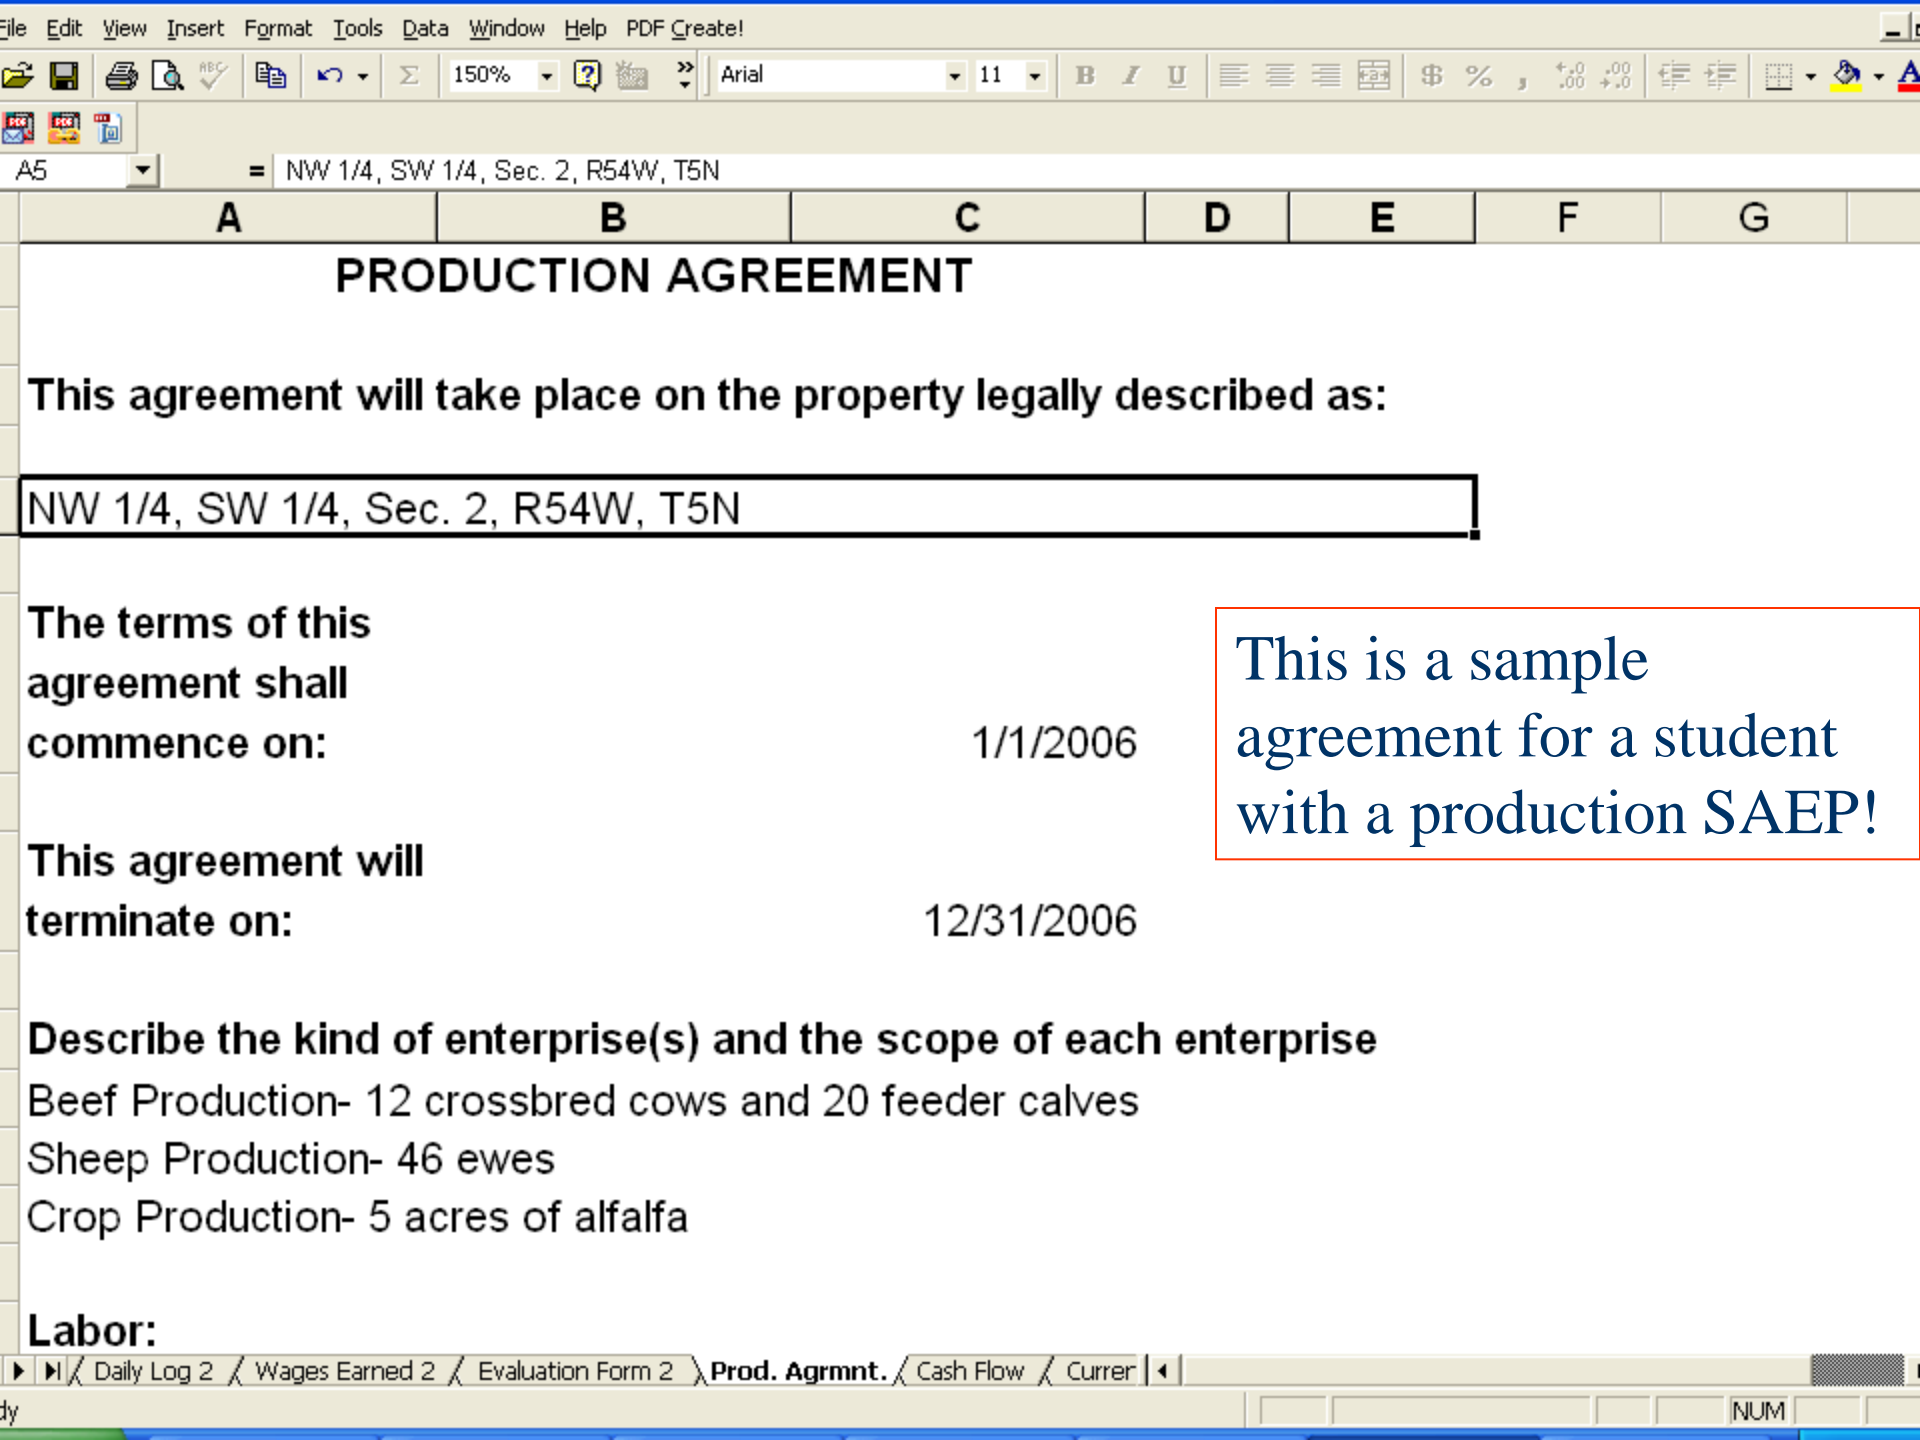 File Edit View Insert Format Tools Data Window Help PDF Create!
150% Arial 11 B I U $ % ,
A5 = NW 1/4, SW 1/4, Sec. 2, R54W, T5N
A B C D E F G
PRODUCTION AGREEMENT
This agreement will take place on the property legally described as:
NW 1/4, SW 1/4, Sec. 2, R54W, T5N
The terms of this
agreement shall
commence on: 1/1/2006
This is a sample
agreement for a student
with a production SAEP!
This agreement will
terminate on: 12/31/2006
Describe the kind of enterprise(s) and the scope of each enterprise
Beef Production- 12 crossbred cows and 20 feeder calves
Sheep Production- 46 ewes
Crop Production- 5 acres of alfalfa
Labor:
Daily Log 2 Wages Earned 2 Evaluation Form 2 Prod. Agrmnt. Cash Flow Currer
dy NUM